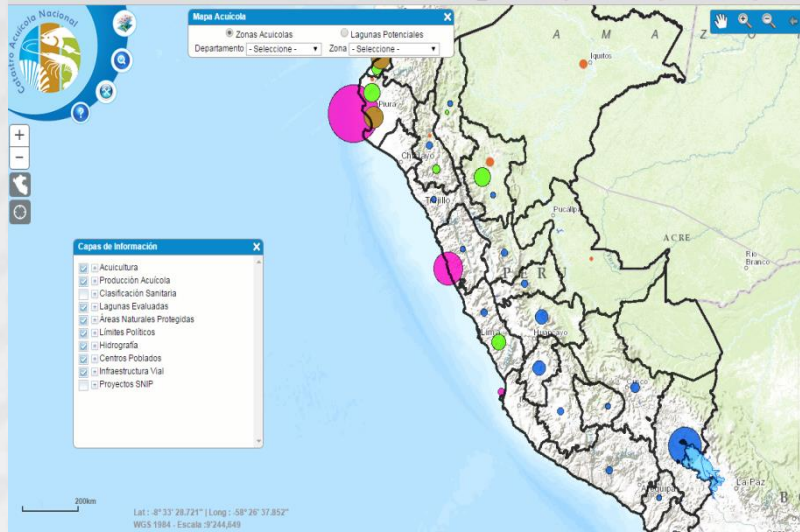 Catastro Acuícola Nacional
Mapa Acuícola X
Zonas Acuicolas Lagunas Potenciales
Departamento - Seleccione - Zona - Seleccione -
+
−
?
A M A Z O
Iquitos
Piura
Trujillo
Pucallpa
ACRE
Rio Branco
PERU
Lima
Huancayo
Arequipa
La Paz
B
Capas de Información X
Acuicultura
Producción Acuícola
Clasificación Sanitaria
Lagunas Evaluadas
Áreas Naturales Protegidas
Límites Políticos
Hidrografía
Centros Poblados
Infraestructura Vial
Proyectos SNIP
200km
Lat : -8° 33' 28.721" | Long : -58° 26' 37.852"
WGS 1984 - Escala :9'244,649